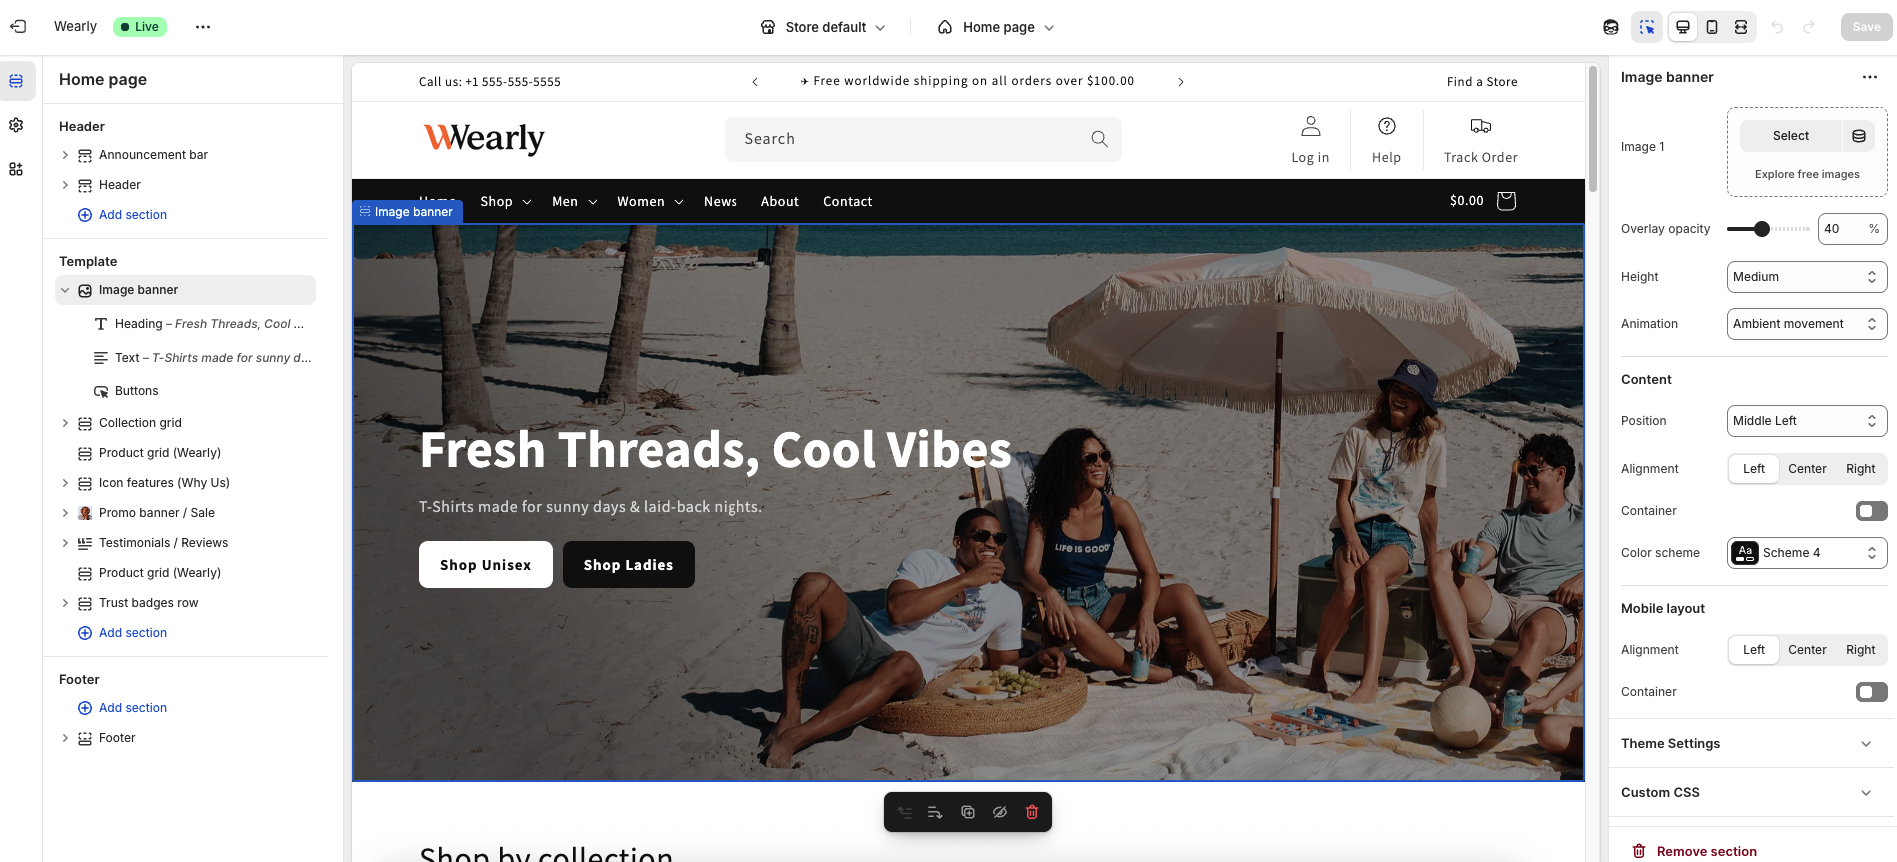 Wearly
Live
Store default
Home page
Save
Home page
Header
Announcement bar
Header
Add section
Template
Image banner
Heading – Fresh Threads, Cool ...
Text – T-Shirts made for sunny d...
Buttons
Collection grid
Product grid (Wearly)
Icon features (Why Us)
Promo banner / Sale
Testimonials / Reviews
Product grid (Wearly)
Trust badges row
Add section
Footer
Add section
Footer
Call us: +1 555-555-5555
✈ Free worldwide shipping on all orders over $100.00
Find a Store
Wearly
Search
Log in
Help
Track Order
Home
Shop
Men
Women
News
About
Contact
$0.00
Image banner
Fresh Threads, Cool Vibes
T-Shirts made for sunny days & laid-back nights.
Shop Unisex
Shop Ladies
LIFE IS GOOD
Shop by collection
Image banner
Image 1
Select
Explore free images
Overlay opacity
40 %
Height
Medium
Animation
Ambient movement
Content
Position
Middle Left
Alignment
Left Center Right
Container
Color scheme
Aa
Scheme 4
Mobile layout
Alignment
Left Center Right
Container
Theme Settings
Custom CSS
Remove section